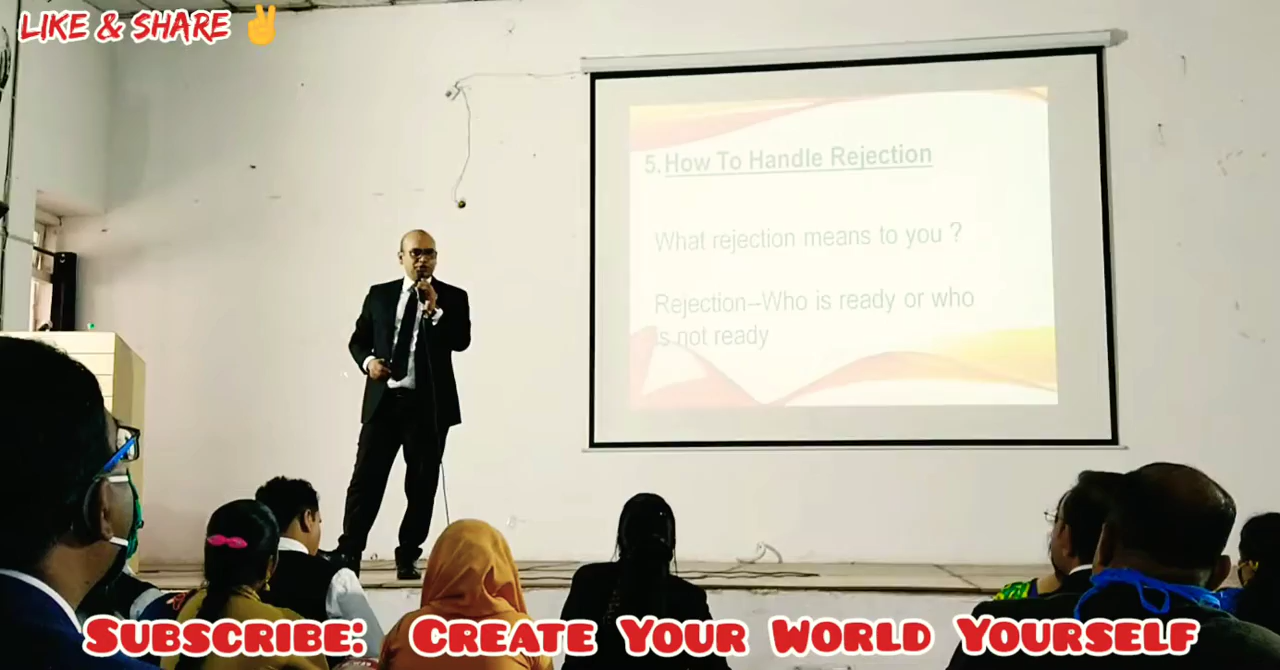 LIKE & SHARE ✌
5. How To Handle Rejection
What rejection means to you ?
Rejection–Who is ready or who
is not ready
Subscribe: Create Your World Yourself